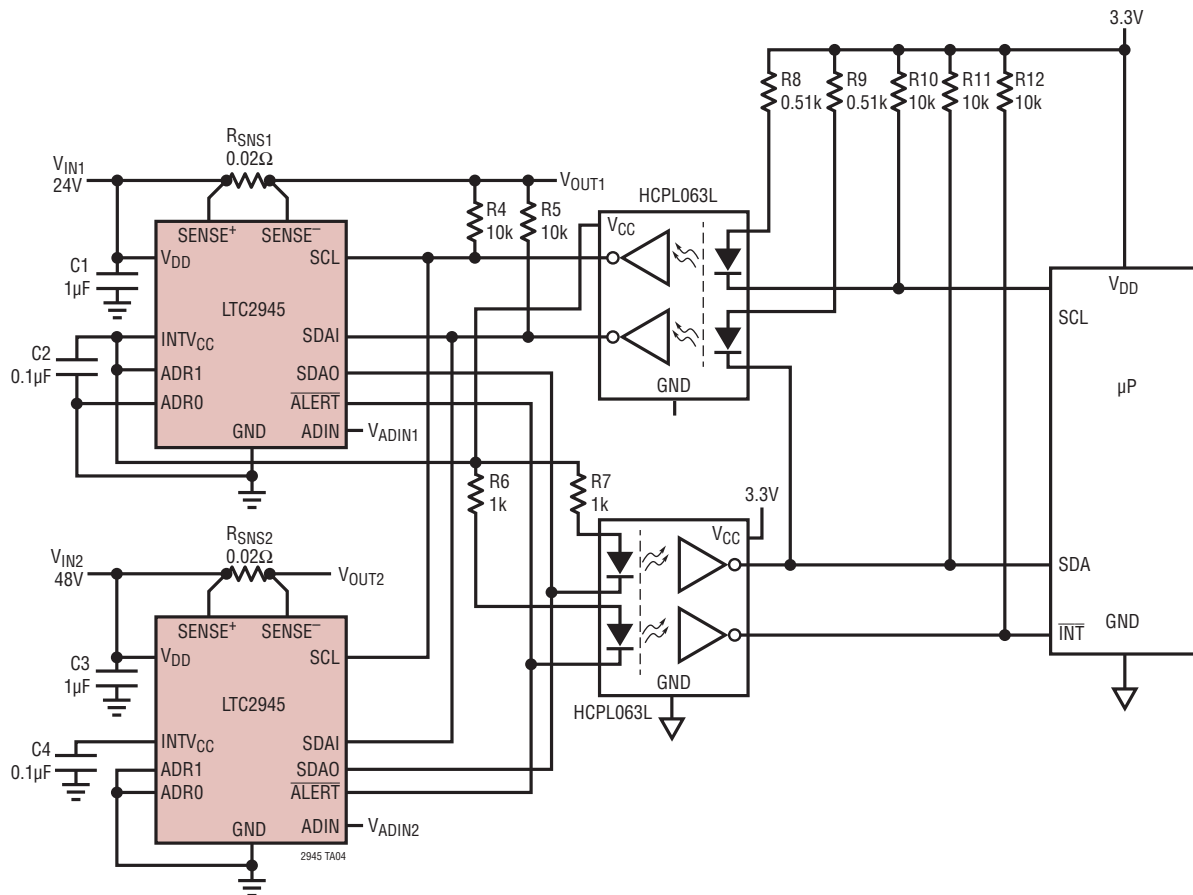 3.3V
R8
0.51k
R9
0.51k
R10
10k
R11
10k
R12
10k
RSNS1
0.02Ω
VIN1
24V
VOUT1
HCPL063L
R4
10k
R5
10k
VCC
GND
SENSE+
SENSE–
VDD
SCL
C1
1µF
LTC2945
INTVCC
SDAI
C2
0.1µF
ADR1
SDAO
ADR0
ALERT
GND
ADIN
VADIN1
VDD
SCL
µP
SDA
GND
INT
R6
1k
R7
1k
3.3V
VCC
GND
HCPL063L
RSNS2
0.02Ω
VIN2
48V
VOUT2
SENSE+
SENSE–
VDD
SCL
C3
1µF
LTC2945
C4
0.1µF
INTVCC
SDAI
ADR1
SDAO
ADR0
ALERT
GND
ADIN
VADIN2
2945 TA04